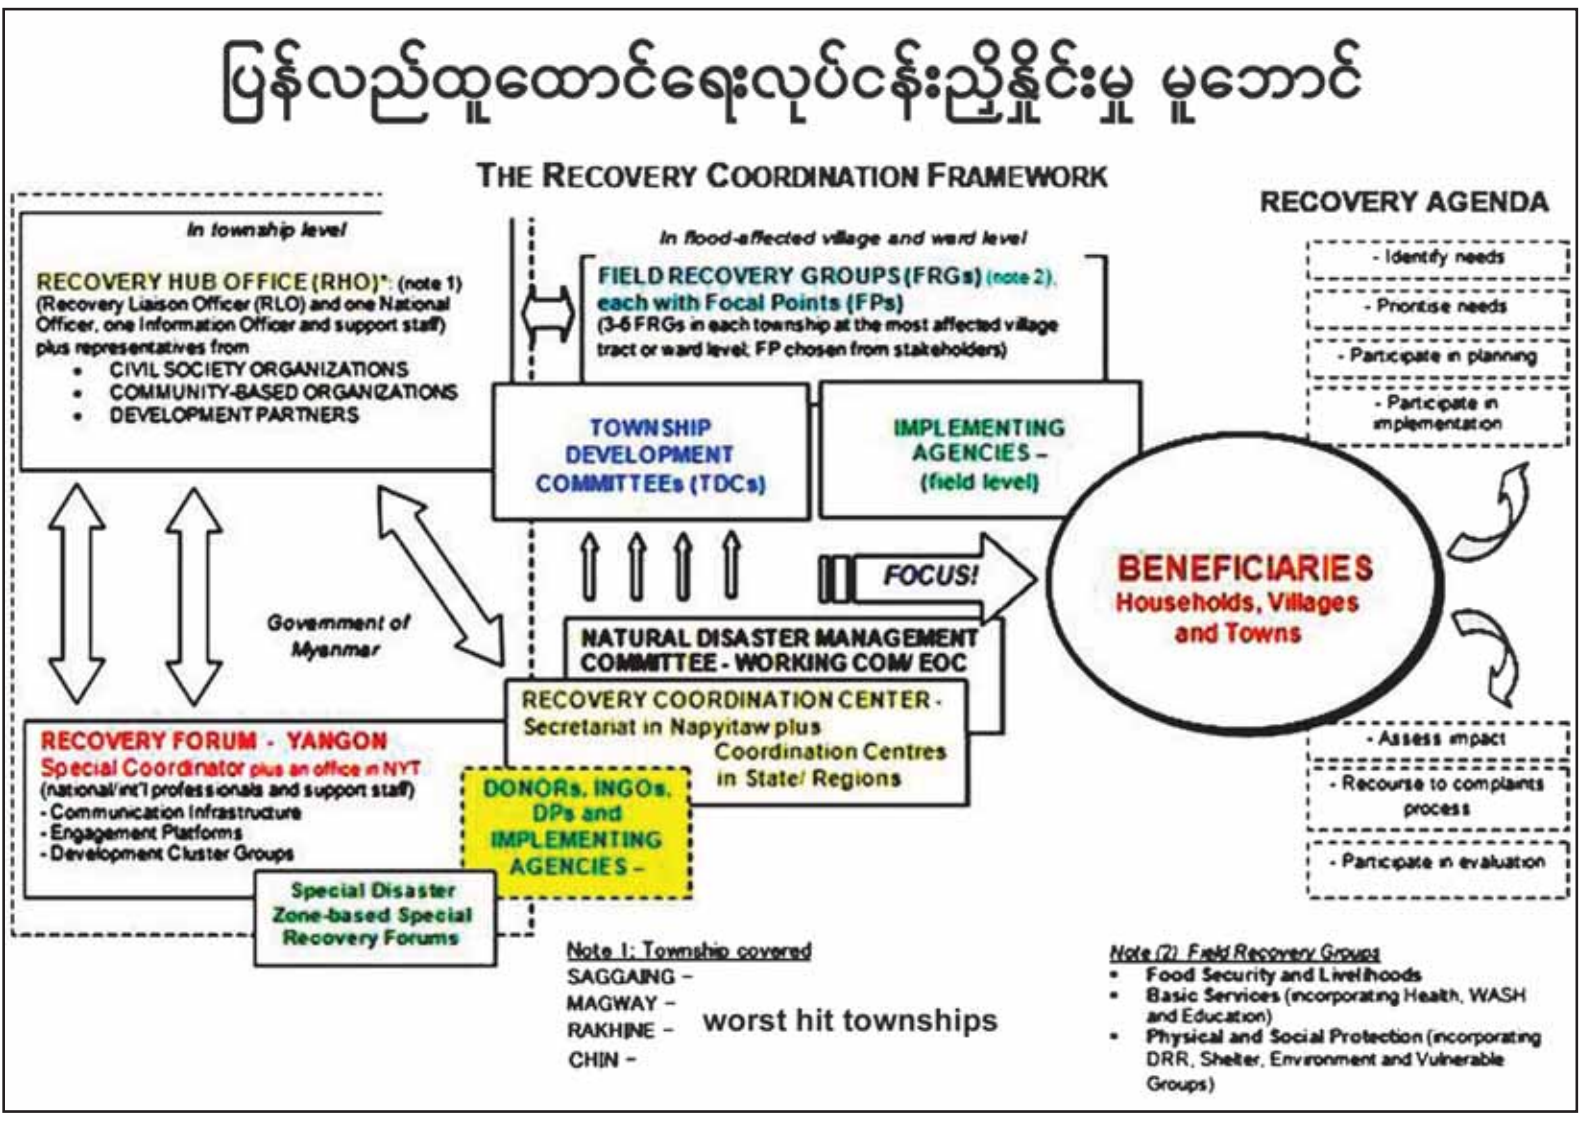 ပြန်လည်ထူထောင်ရေးလုပ်ငန်းညှိနှိုင်းမှု မူဘောင်
THE RECOVERY COORDINATION FRAMEWORK
RECOVERY AGENDA
In township level
RECOVERY HUB OFFICE (RHO)*: (note 1)
(Recovery Liaison Officer (RLO) and one National
Officer, one Information Officer and support staff)
plus representatives from
• CIVIL SOCIETY ORGANIZATIONS
• COMMUNITY-BASED ORGANIZATIONS
• DEVELOPMENT PARTNERS
In flood-affected village and ward level
FIELD RECOVERY GROUPS (FRGs) (note 2),
each with Focal Points (FPs)
(3-6 FRGs in each township at the most affected village
tract or ward level; FP chosen from stakeholders)
TOWNSHIP
DEVELOPMENT
COMMITTEEs (TDCs)
IMPLEMENTING
AGENCIES –
(field level)
- Identify needs
- Prioritise needs
- Participate in planning
- Participate in
implementation
FOCUS!
BENEFICIARIES
Households, Villages
and Towns
Government of
Myanmar
NATURAL DISASTER MANAGEMENT
COMMITTEE - WORKING COM/ EOC
RECOVERY COORDINATION CENTER -
Secretariat in Napyitaw plus
Coordination Centres
in State/ Regions
RECOVERY FORUM - YANGON
Special Coordinator plus an office in NYT
(national/int'l professionals and support staff)
- Communication Infrastructure
- Engagement Platforms
- Development Cluster Groups
DONORs, INGOs,
DPs and
IMPLEMENTING
AGENCIES –
Special Disaster
Zone-based Special
Recovery Forums
- Assess impact
- Recourse to complaints
process
- Participate in evaluation
Note 1: Township covered
SAGGAING –
MAGWAY –
RAKHINE –
CHIN –
worst hit townships
Note (2) Field Recovery Groups
• Food Security and Livelihoods
• Basic Services (incorporating Health, WASH
and Education)
• Physical and Social Protection (incorporating
DRR, Shelter, Environment and Vulnerable
Groups)